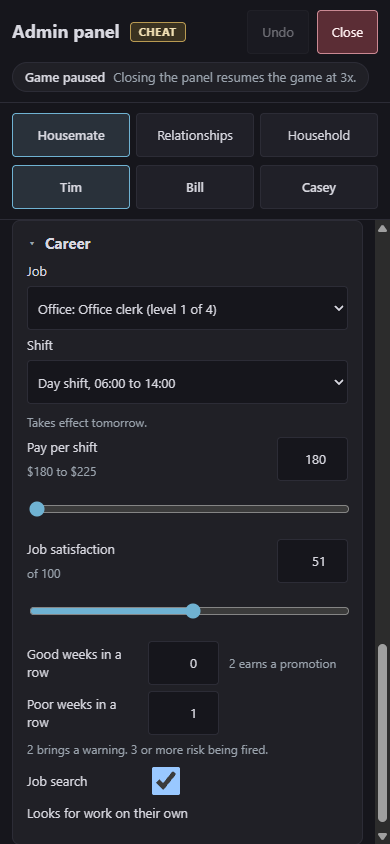 Admin panel CHEAT Undo Close
Game paused Closing the panel resumes the game at 3x.
Housemate Relationships Household
Tim Bill Casey
Career
Job
Office: Office clerk (level 1 of 4)
Shift
Day shift, 06:00 to 14:00
Takes effect tomorrow.
Pay per shift 180
$180 to $225
Job satisfaction 51
of 100
Good weeks in a
row 0 2 earns a promotion
Poor weeks in a
row 1
2 brings a warning. 3 or more risk being fired.
Job search
Looks for work on their own